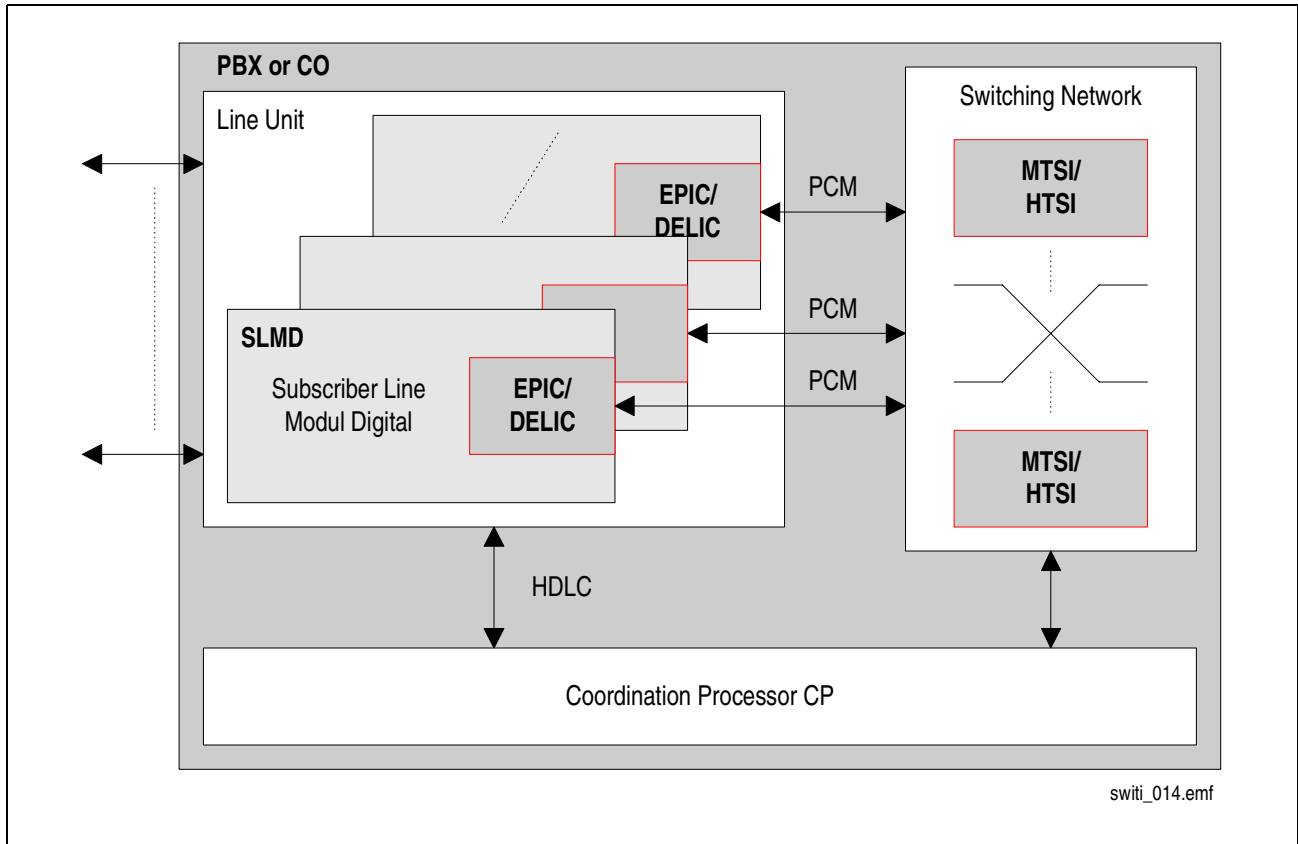 PBX or CO
Line Unit
EPIC/
DELIC
SLMD
Subscriber Line
Modul Digital
EPIC/
DELIC
PCM
PCM
PCM
Switching Network
MTSI/
HTSI
MTSI/
HTSI
HDLC
Coordination Processor CP
switi_014.emf